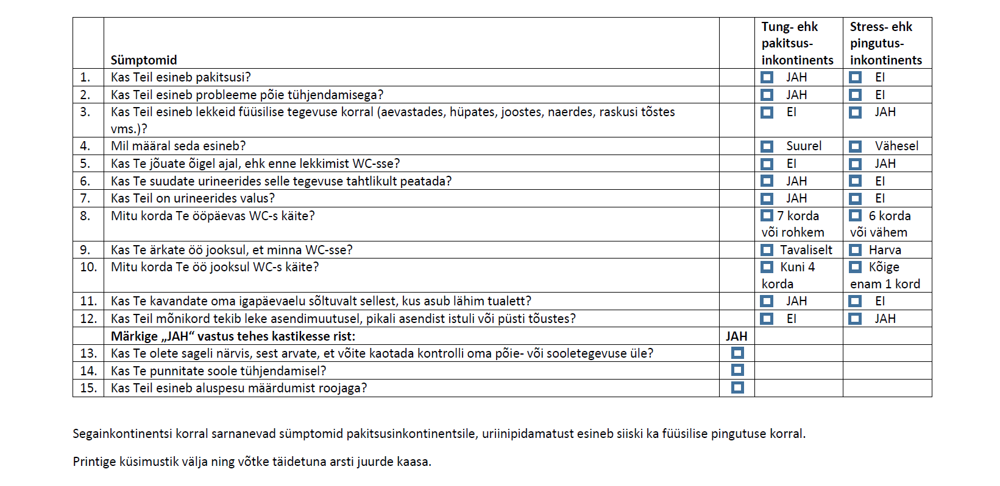 Sümptomid Tung- ehk pakitsus- inkontinents Stress- ehk pingutus- inkontinents
1. Kas Teil esineb pakitsusi? JAH EI
2. Kas Teil esineb probleeme põie tühjendamisega? JAH EI
3. Kas Teil esineb lekkeid füüsilise tegevuse korral (aevastades, hüpates, joostes, naerdes, raskusi tõstes EI JAH
vms.)?
4. Mil määral seda esineb? Suurel Vähesel
5. Kas Te jõuate õigel ajal, ehk enne lekkimist WC-sse? EI JAH
6. Kas Te suudate urineerides selle tegevuse tahtlikult peatada? JAH EI
7. Kas Teil on urineerides valus? JAH EI
8. Mitu korda Te ööpäevas WC-s käite? 7 korda 6 korda
või rohkem või vähem
9. Kas Te ärkate öö jooksul, et minna WC-sse? Tavaliselt Harva
10. Mitu korda Te öö jooksul WC-s käite? Kuni 4 Kõige
korda enam 1 kord
11. Kas Te kavandate oma igapäevaelu sõltuvalt sellest, kus asub lähim tualett? JAH EI
12. Kas Teil mõnikord tekib leke asendimuutusel, pikali asendist istuli või püsti tõustes? EI JAH
Märkige „JAH“ vastus tehes kastikesse rist: JAH
13. Kas Te olete sageli närvis, sest arvate, et võite kaotada kontrolli oma põie- või sooletegevuse üle?
14. Kas Te punnitate soole tühjendamisel?
15. Kas Teil esineb aluspesu määrdumist roojaga?
Segainkontinentsi korral sarnanevad sümptomid pakitsusinkontinentsile, uriinipidamatust esineb siiski ka füüsilise pingutuse korral.
Printige küsimustik välja ning võtke täidetuna arsti juurde kaasa.